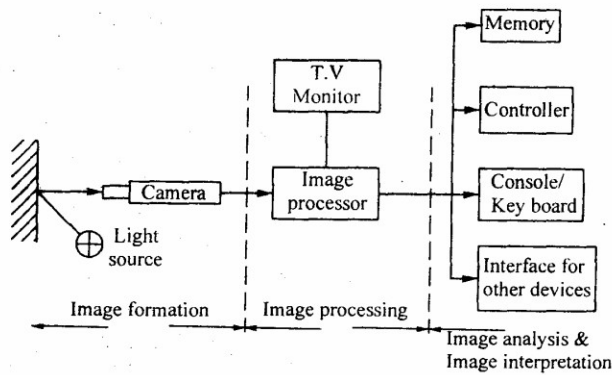 Memory
T.V
Monitor
Controller
Camera
Image
processor
Console/
Key board
Light
source
Interface for
other devices
Image formation
Image processing
Image analysis &
Image interpretation